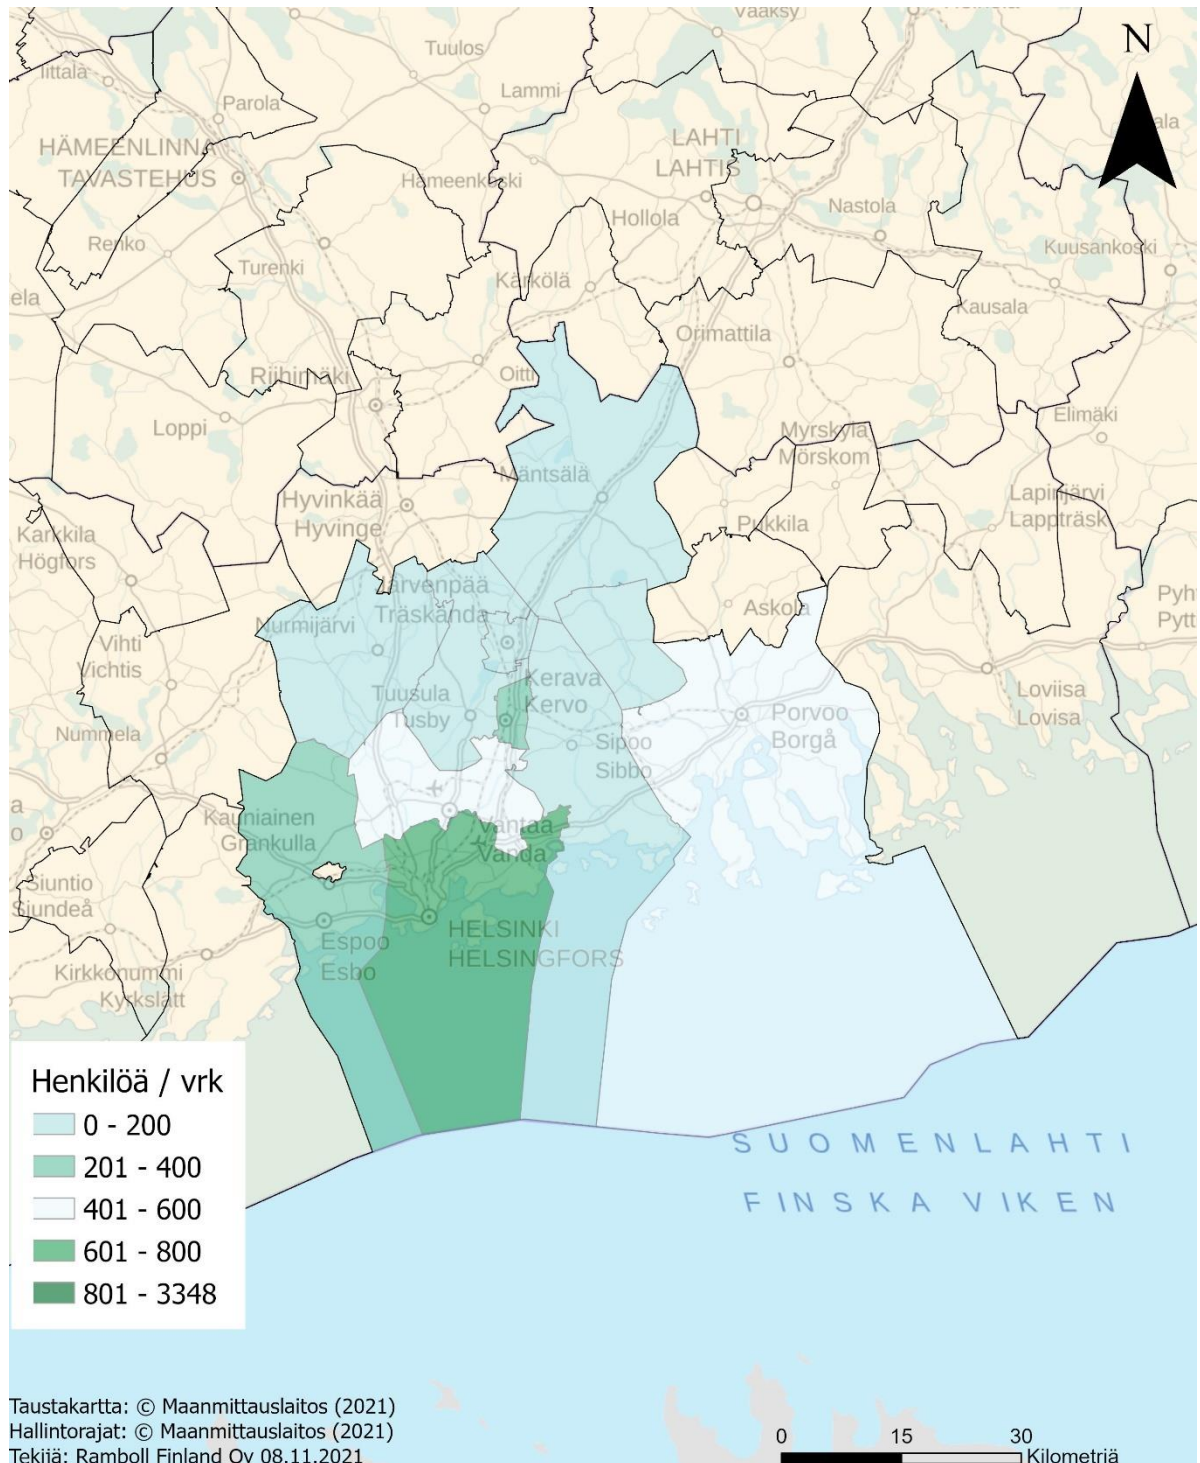 Vääksy
Tuulos
Iittala
Lammi
Parola
N
HÄMEENLINNA
TAVASTEHUS
LAHTI
LAHTIS
Hämeenkoski
Hollola
Nastola
Renko
Turenki
Kuusankoski
Kärkölä
Kausala
Orimattila
Riihimäki
Oitti
Loppi
Elimäki
Myrskylä
Mörskom
Mäntsälä
Hyvinkää
Hyvinge
Lapinjärvi
Lappträsk
Karkkila
Högfors
Pukkila
Järvenpää
Träskända
Askola
Pyht
Pytt
Nurmijärvi
Vihti
Vichtis
Kerava
Kervo
Tuusula
Tusby
Loviisa
Lovisa
Nummela
Porvoo
Borgå
Sipoo
Sibbo
Kauniainen
Grankulla
Vantaa
Vanda
Siuntio
Sjundeå
HELSINKI
HELSINGFORS
Espoo
Esbo
Kirkkonummi
Kyrkslätt
Henkilöä / vrk
0 - 200
201 - 400
401 - 600
601 - 800
801 - 3348
SUOMENLAHTI
FINSKA VIKEN
Taustakartta: © Maanmittauslaitos (2021)
Hallintorajat: © Maanmittauslaitos (2021)
Tekijä: Ramboll Finland Oy 08.11.2021
0 15 30
Kilometriä